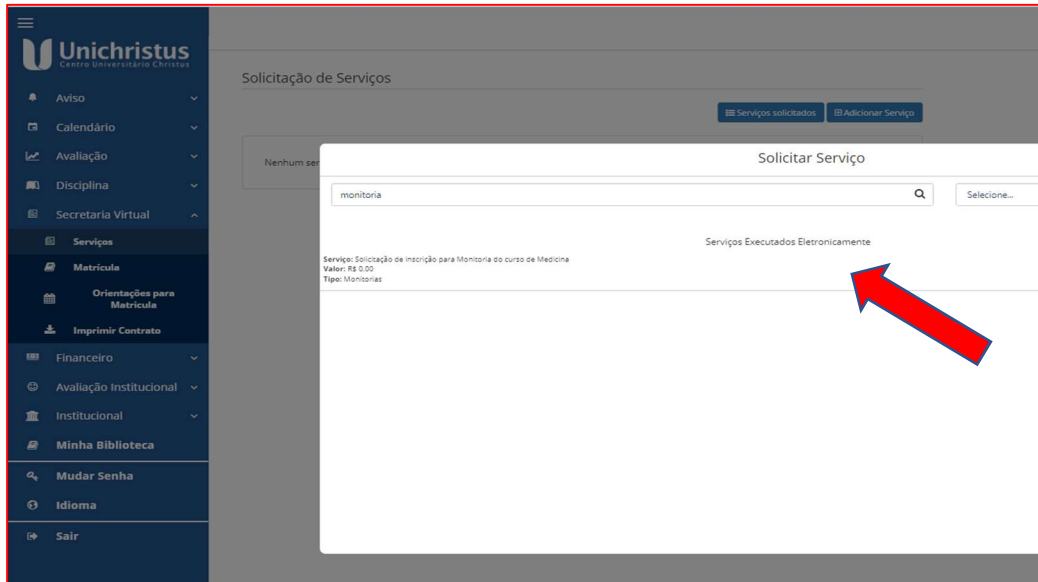 Unichristus
Centro Universitário Christus
Aviso
Calendário
Avaliação
Disciplina
Secretaria Virtual
Serviços
Matrícula
Orientações para
Matrícula
Imprimir Contrato
Financeiro
Avaliação Institucional
Institucional
Minha Biblioteca
Mudar Senha
Idioma
Sair
Solicitação de Serviços
Serviços solicitados
Adicionar Serviço
Nenhum ser
Solicitar Serviço
monitoria
Selecione...
Serviços Executados Eletronicamente
Serviço: Solicitação de Inscrição para Monitoria do curso de Medicina
Valor: R$ 0.00
Tipo: Monitorias